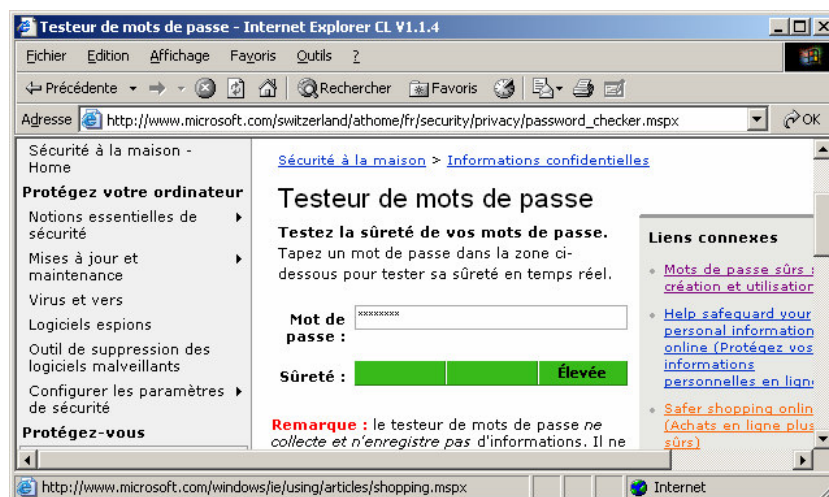 Testeur de mots de passe - Internet Explorer CL V1.1.4
Fichier Edition Affichage Favoris Outils ?
Précédente Rechercher Favoris
Adresse http://www.microsoft.com/switzerland/athome/fr/security/privacy/password_checker.mspx OK
Sécurité à la maison -
Home
Protégez votre ordinateur
Notions essentielles de
sécurité
Mises à jour et
maintenance
Virus et vers
Logiciels espions
Outil de suppression des
logiciels malveillants
Configurer les paramètres
de sécurité
Protégez-vous
Sécurité à la maison > Informations confidentielles
Testeur de mots de passe
Testez la sûreté de vos mots de passe.
Tapez un mot de passe dans la zone ci-
dessous pour tester sa sûreté en temps réel.
Mot de
passe :
********
Sûreté : Élevée
Remarque : le testeur de mots de passe ne
collecte et n'enregistre pas d'informations. Il ne
Liens connexes
Mots de passe sûrs :
création et utilisation
Help safeguard your
personal information
online (Protégez vos
informations
personnelles en ligne
Safer shopping onlin
(Achats en ligne plus
sûrs)
http://www.microsoft.com/windows/ie/using/articles/shopping.mspx Internet